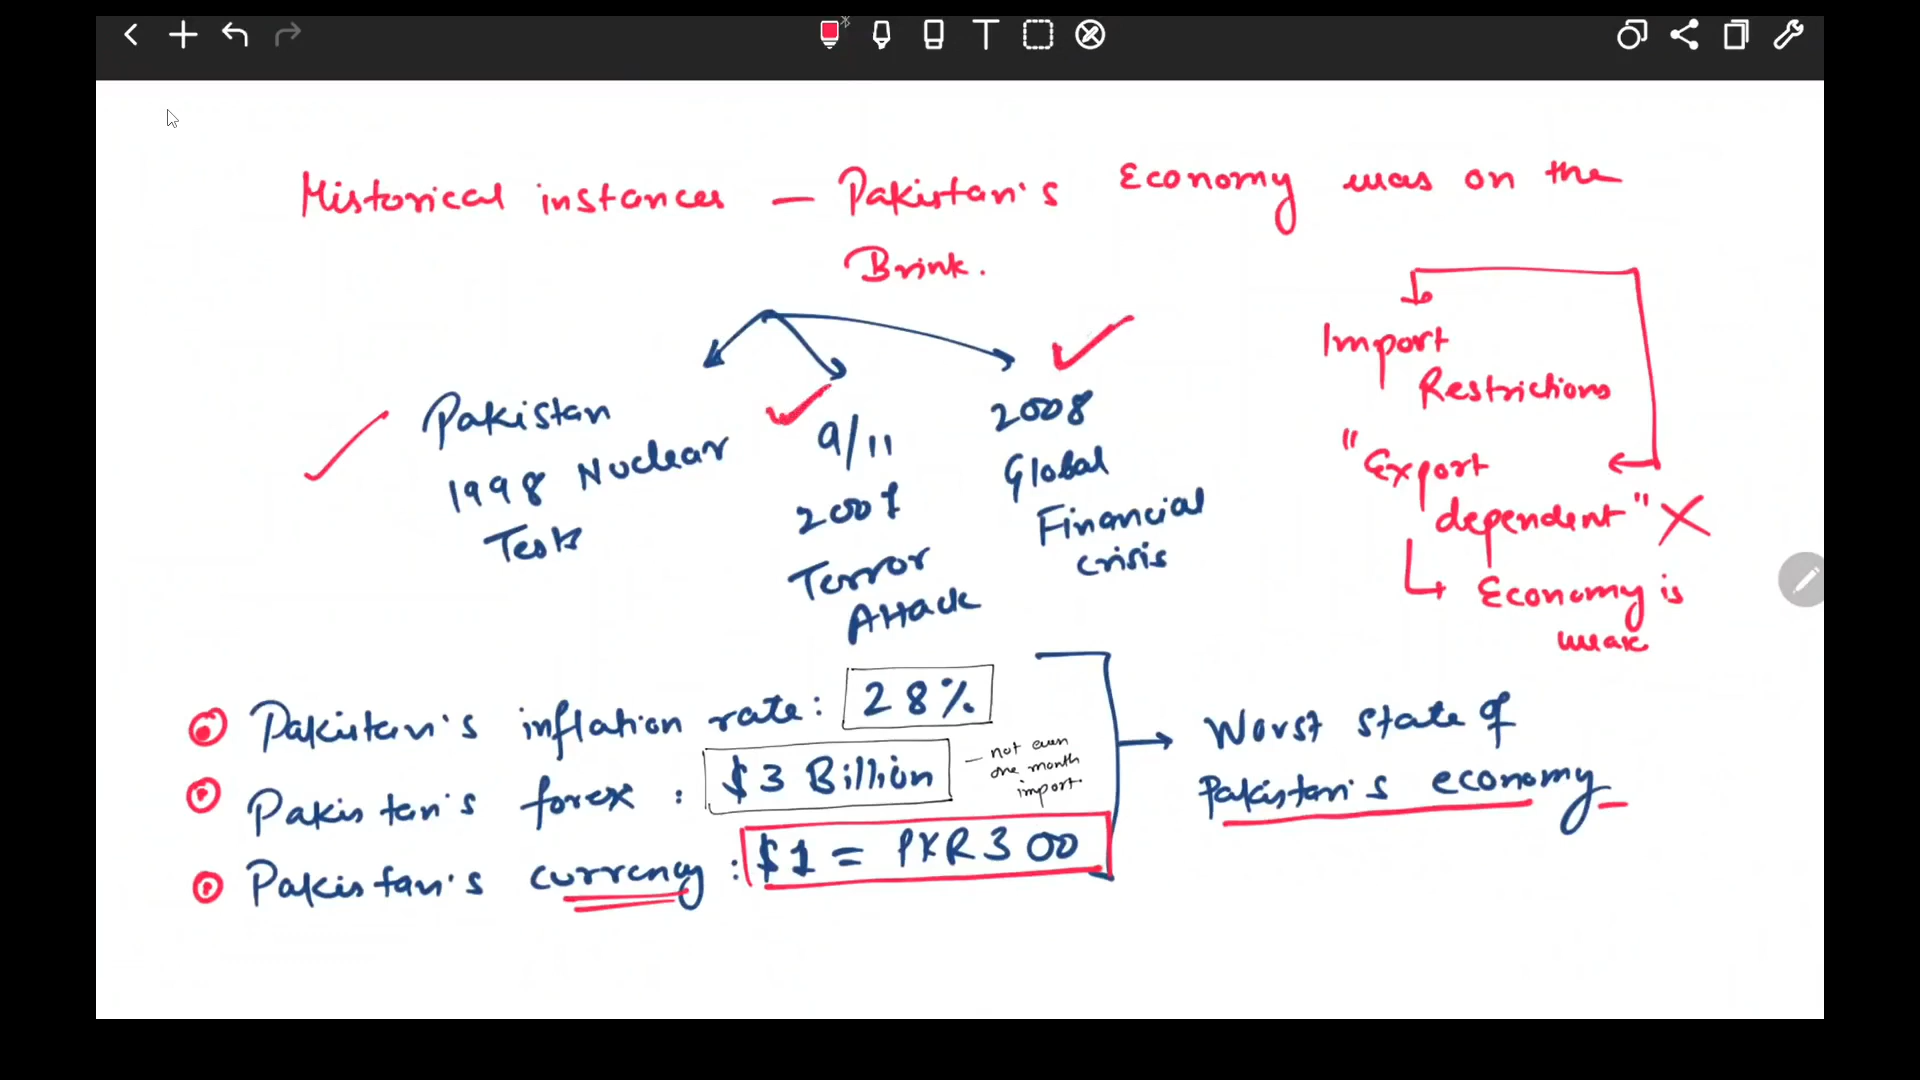 Historical instances — Pakistan's Economy was on the
Brink.
Pakistan
1998 Nuclear
Tests
9/11
2001
Terror
Attack
2008
Global
Financial
crisis
Import
Restrictions
"Export
dependent" X
Economy is
weak
Pakistan's inflation rate: 28%
Pakistan's forex : $3 Billion — not even
one month
import
Pakistan's currency : $1 = PKR 300
Worst state of
Pakistan's economy